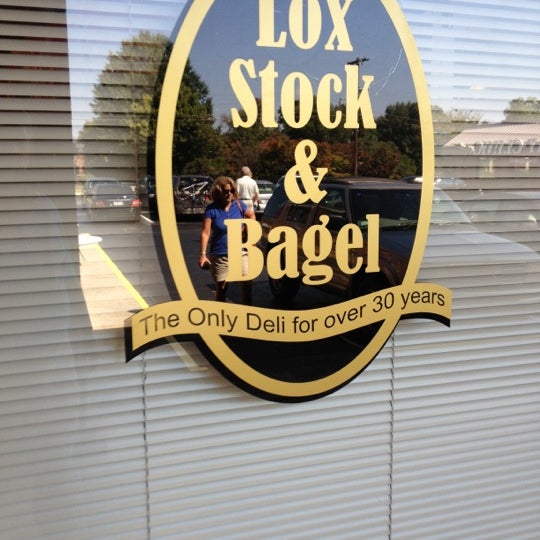 Lox
Stock
&
Bagel
The Only Deli for over 30 years